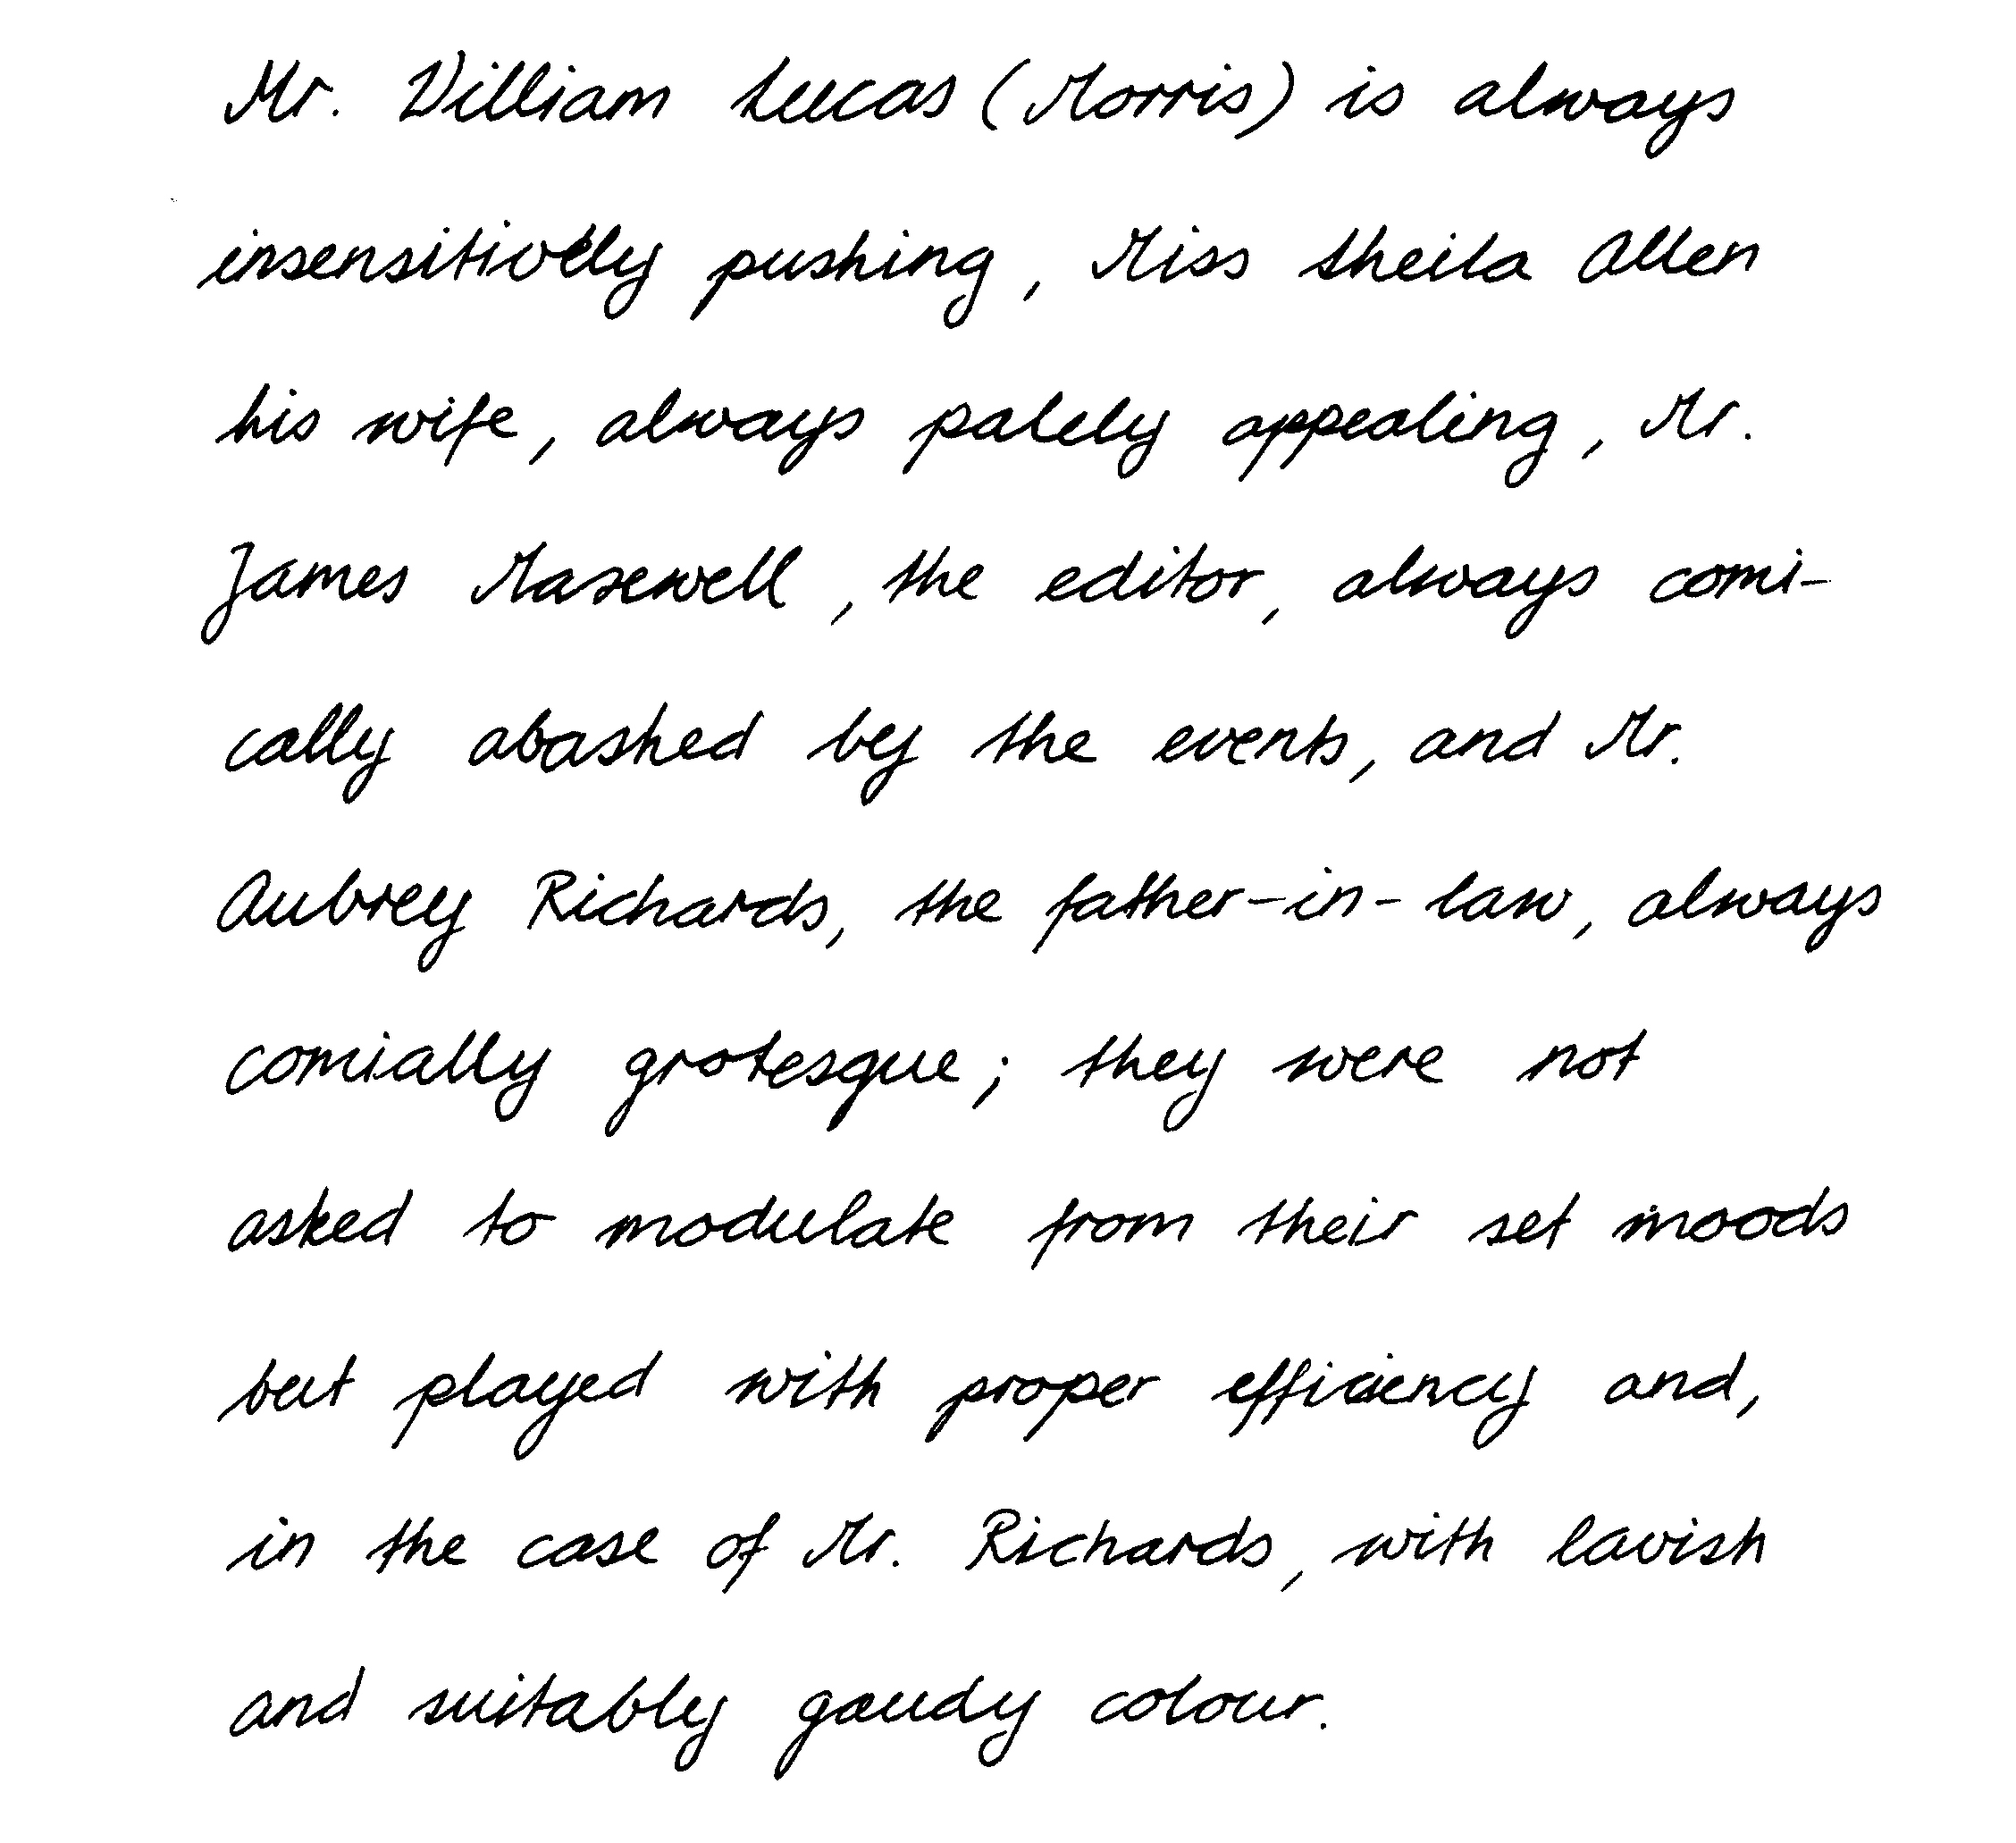 Mr. William Lucas (Morris) is always
insensitively pushing, Miss Sheila Allen
his wife, always palely appealing, Mr.
James Maxewell, the editor, always comi-
cally abashed by the events, and Mr.
Aubrey Richards, the father-in-law, always
comially grotesque; they were not
asked to modulate from their set moods
but played with proper efficiency and,
in the case of Mr. Richards, with lavish
and suitably gaudy colour.